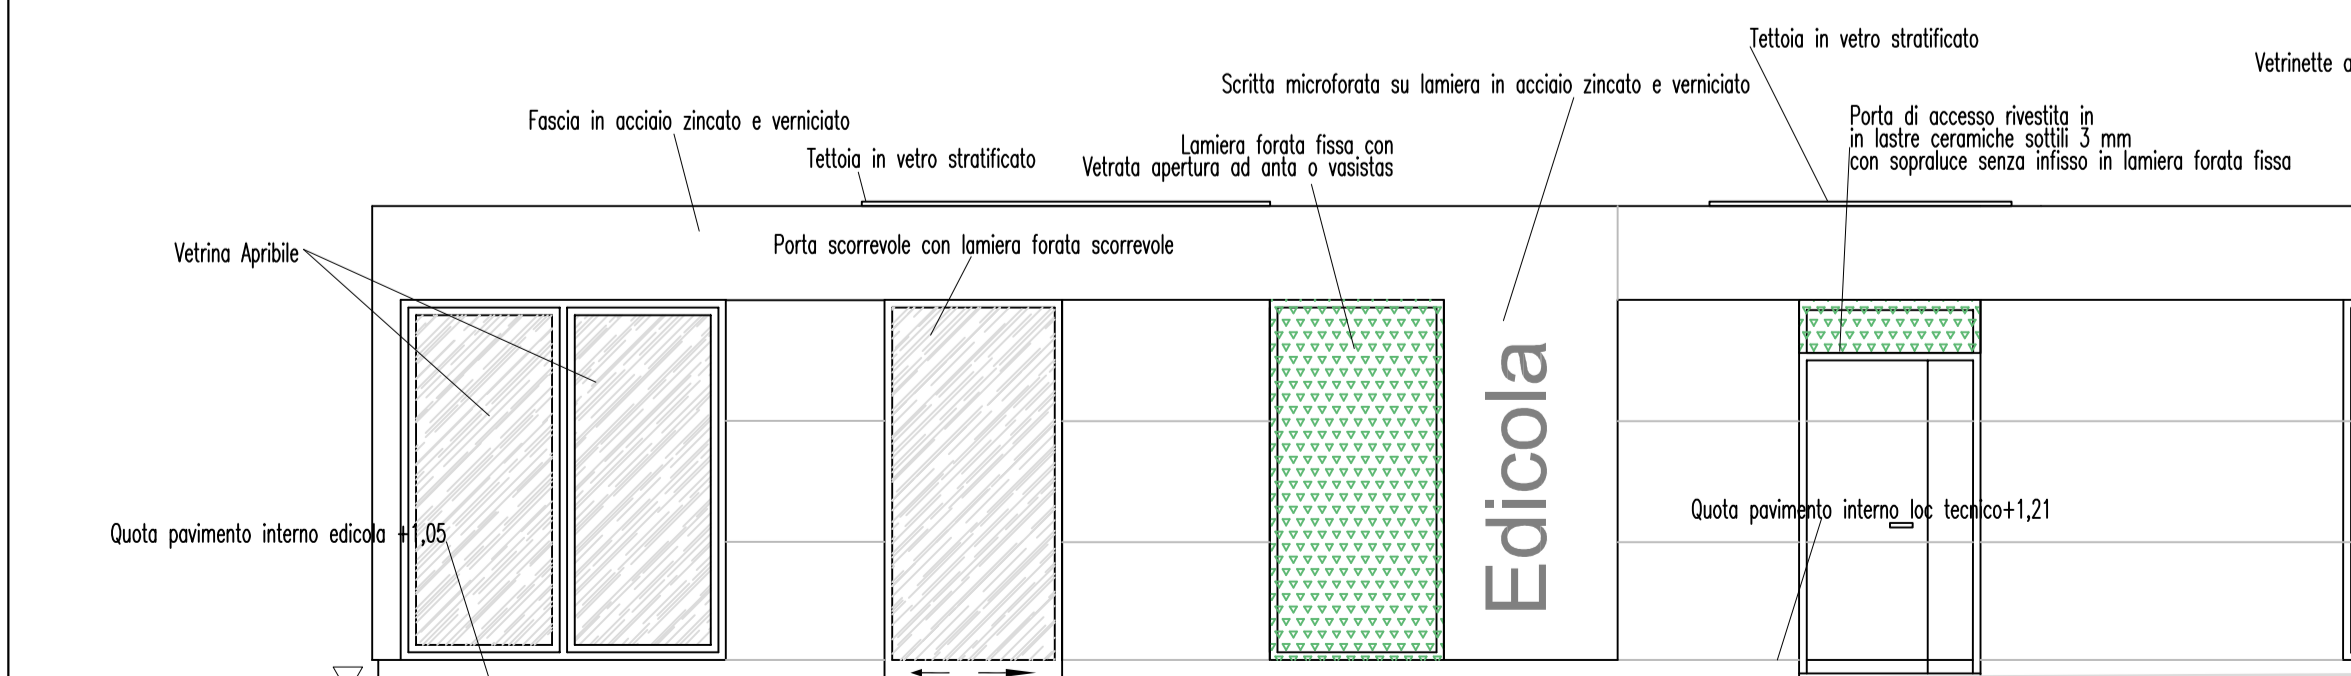 Tettoia in vetro stratificato
Vetrinette
Scritta microforata su lamiera in acciaio zincato e verniciato
Fascia in acciaio zincato e verniciato
Tettoia in vetro stratificato
Lamiera forata fissa con
Vetrata apertura ad anta o vasistas
Porta di accesso rivestita in
in lastre ceramiche sottili 3 mm
con sopraluce senza infisso in lamiera forata fissa
Vetrina Apribile
Porta scorrevole con lamiera forata scorrevole
Edicola
Quota pavimento interno edicola +1,05
Quota pavimento interno loc tecnico+1,21